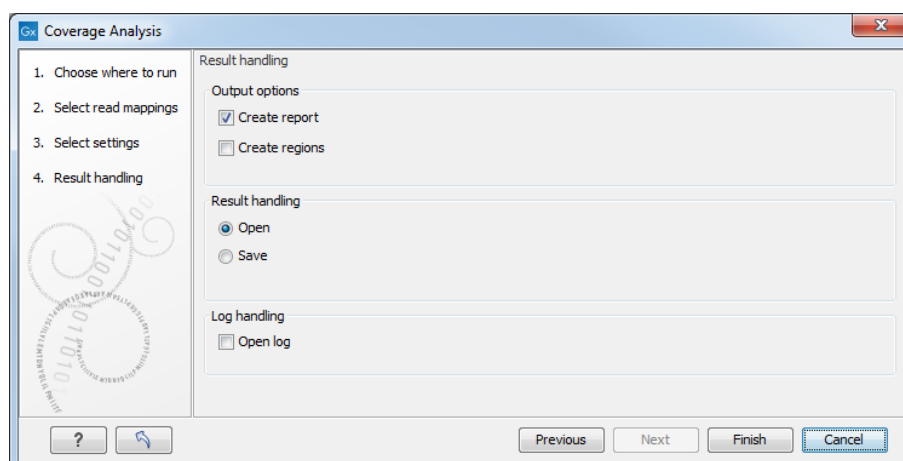 Gx Coverage Analysis
1. Choose where to run
2. Select read mappings
3. Select settings
4. Result handling
Result handling
Output options
Create report
Create regions
Result handling
Open
Save
Log handling
Open log
?
Previous
Next
Finish
Cancel